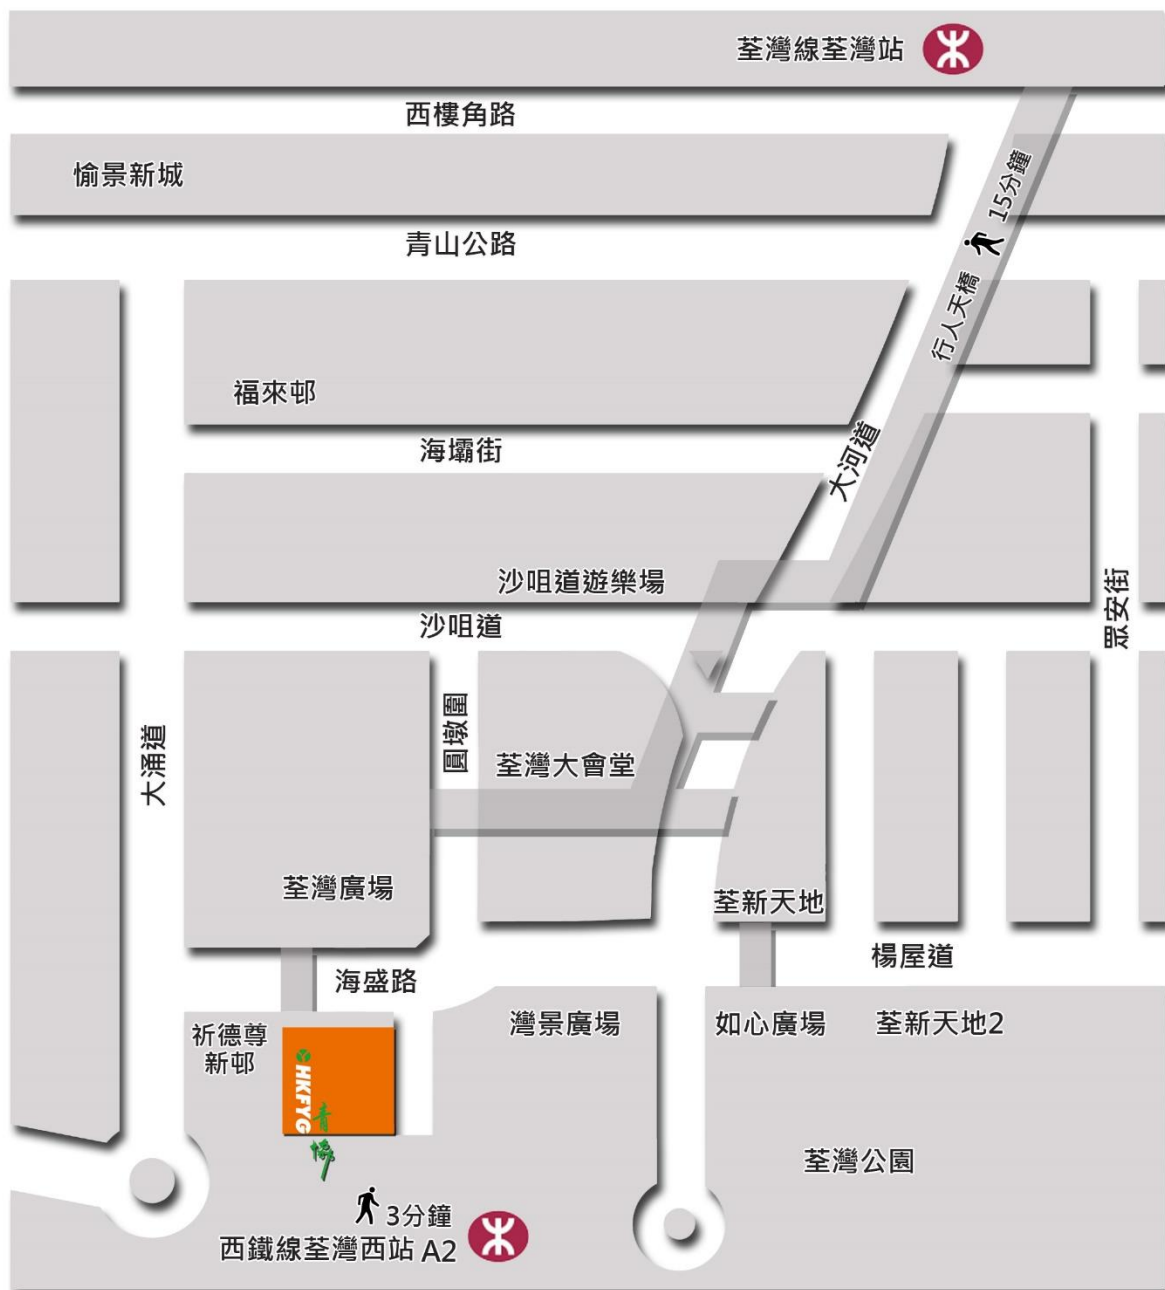 荃灣線荃灣站
西樓角路
愉景新城
15分鐘
行人天橋
青山公路
福來邨
大河道
海壩街
沙咀道遊樂場
眾安街
沙咀道
圓墩圍
大涌道
荃灣大會堂
荃灣廣場
荃新天地
楊屋道
海盛路
灣景廣場
如心廣場
荃新天地2
祈德尊
新邨
HKFYG
青協
荃灣公園
3分鐘
西鐵線荃灣西站 A2